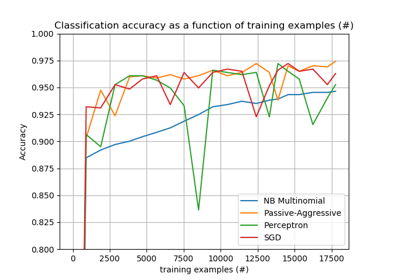 Classification accuracy as a function of training examples (#)
1.000
0.975
0.950
0.925
0.900
0.875
0.850
0.825
0.800
Accuracy
NB Multinomial
Passive-Aggressive
Perceptron
SGD
0 2500 5000 7500 10000 12500 15000 17500
training examples (#)